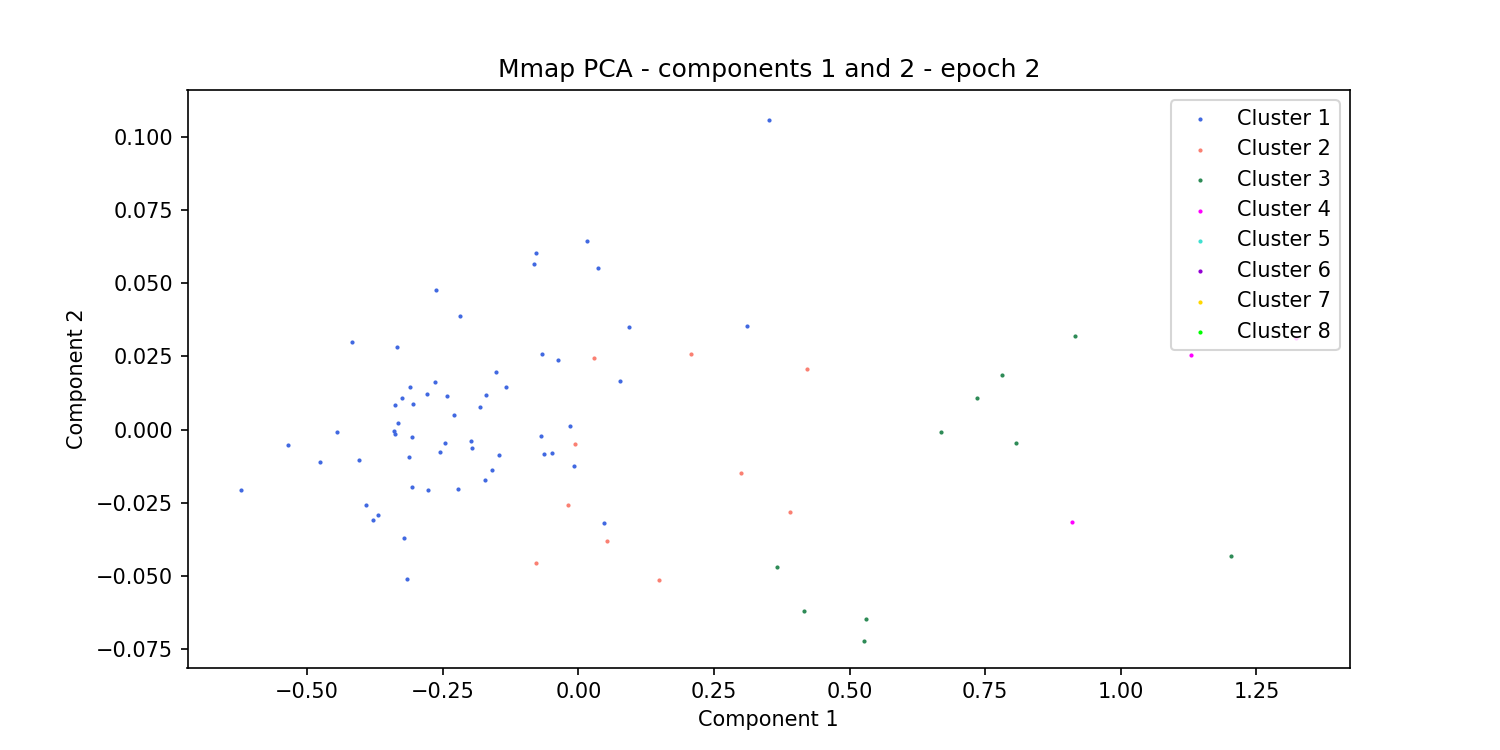 Mmap PCA - components 1 and 2 - epoch 2
Cluster 1
Cluster 2
Cluster 3
Cluster 4
Cluster 5
Cluster 6
Cluster 7
Cluster 8
Component 2
0.100
0.075
0.050
0.025
0.000
−0.025
−0.050
−0.075
−0.50
−0.25
0.00
0.25
0.50
0.75
1.00
1.25
Component 1